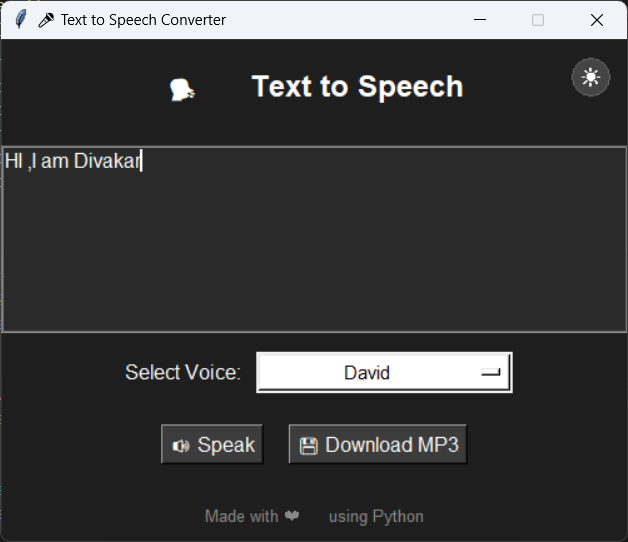 Text to Speech Converter
Text to Speech
HI ,I am Divakar
Select Voice: David
Speak Download MP3
Made with ❤ using Python